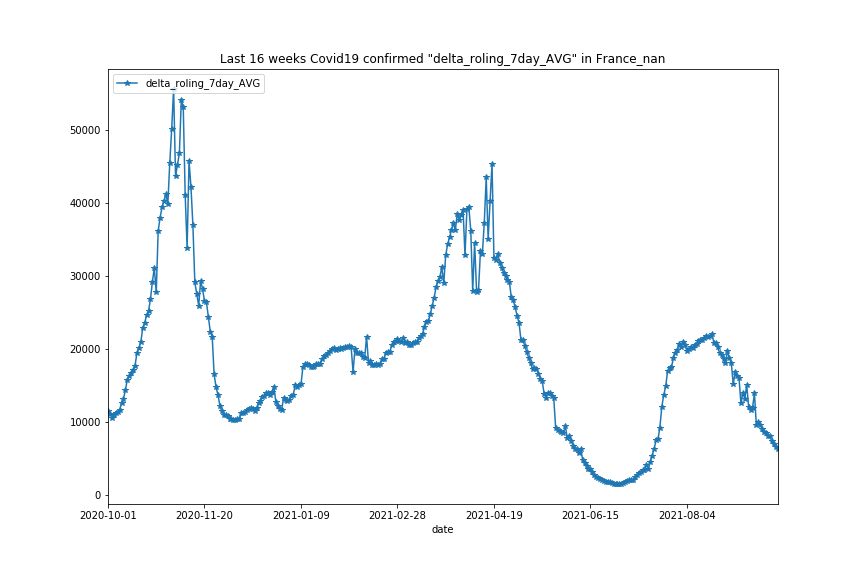 Last 16 weeks Covid19 confirmed "delta_roling_7day_AVG" in France_nan
delta_roling_7day_AVG
50000
40000
30000
20000
10000
0
2020-10-01 2020-11-20 2021-01-09 2021-02-28 2021-04-19 2021-06-15 2021-08-04
date